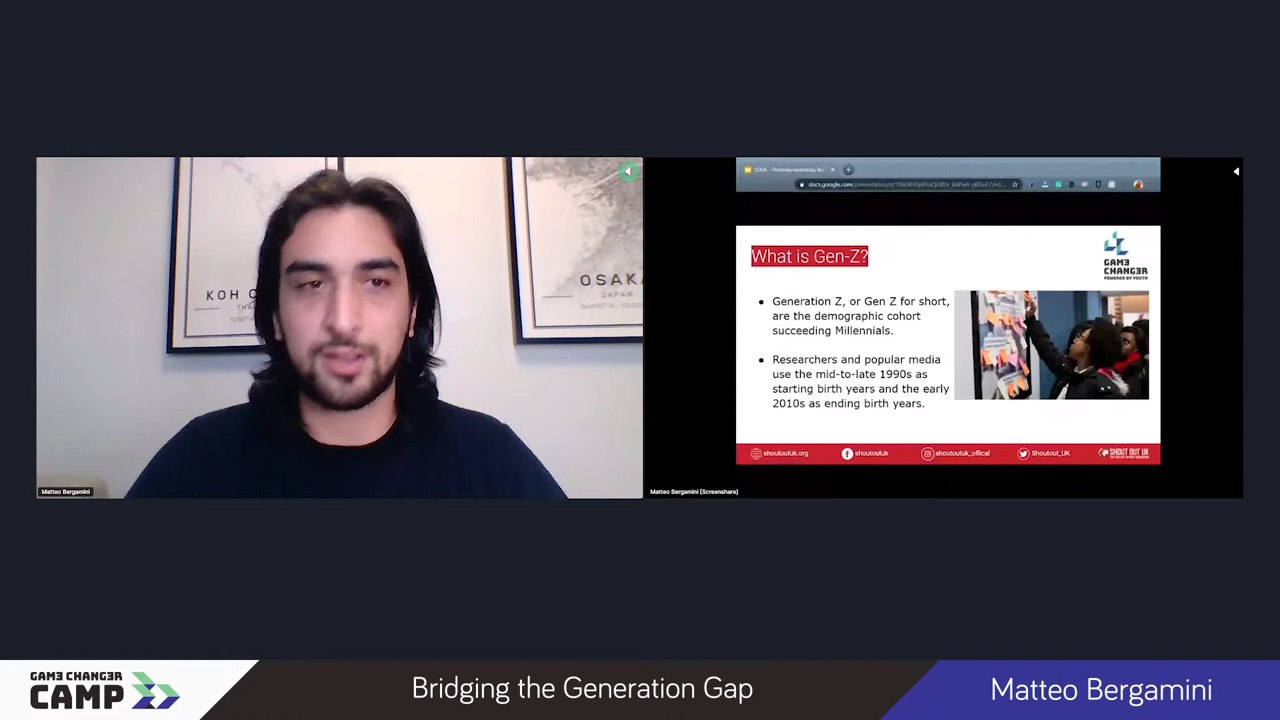 KOH
OSAKA
JAPAN
Matteo Bergamini
docs.google.com
What is Gen-Z?
GAM3
CHANG3R
POWERED BY YOUTH
• Generation Z, or Gen Z for short,
are the demographic cohort
succeeding Millennials.
• Researchers and popular media
use the mid-to-late 1990s as
starting birth years and the early
2010s as ending birth years.
shoutoutuk.org
shoutoutuk
shoutoutuk_offical
Shoutout_UK
SHOUT OUT UK
Matteo Bergamini [Screenshare]
GAM3 CHANG3R
CAMP
Bridging the Generation Gap
Matteo Bergamini